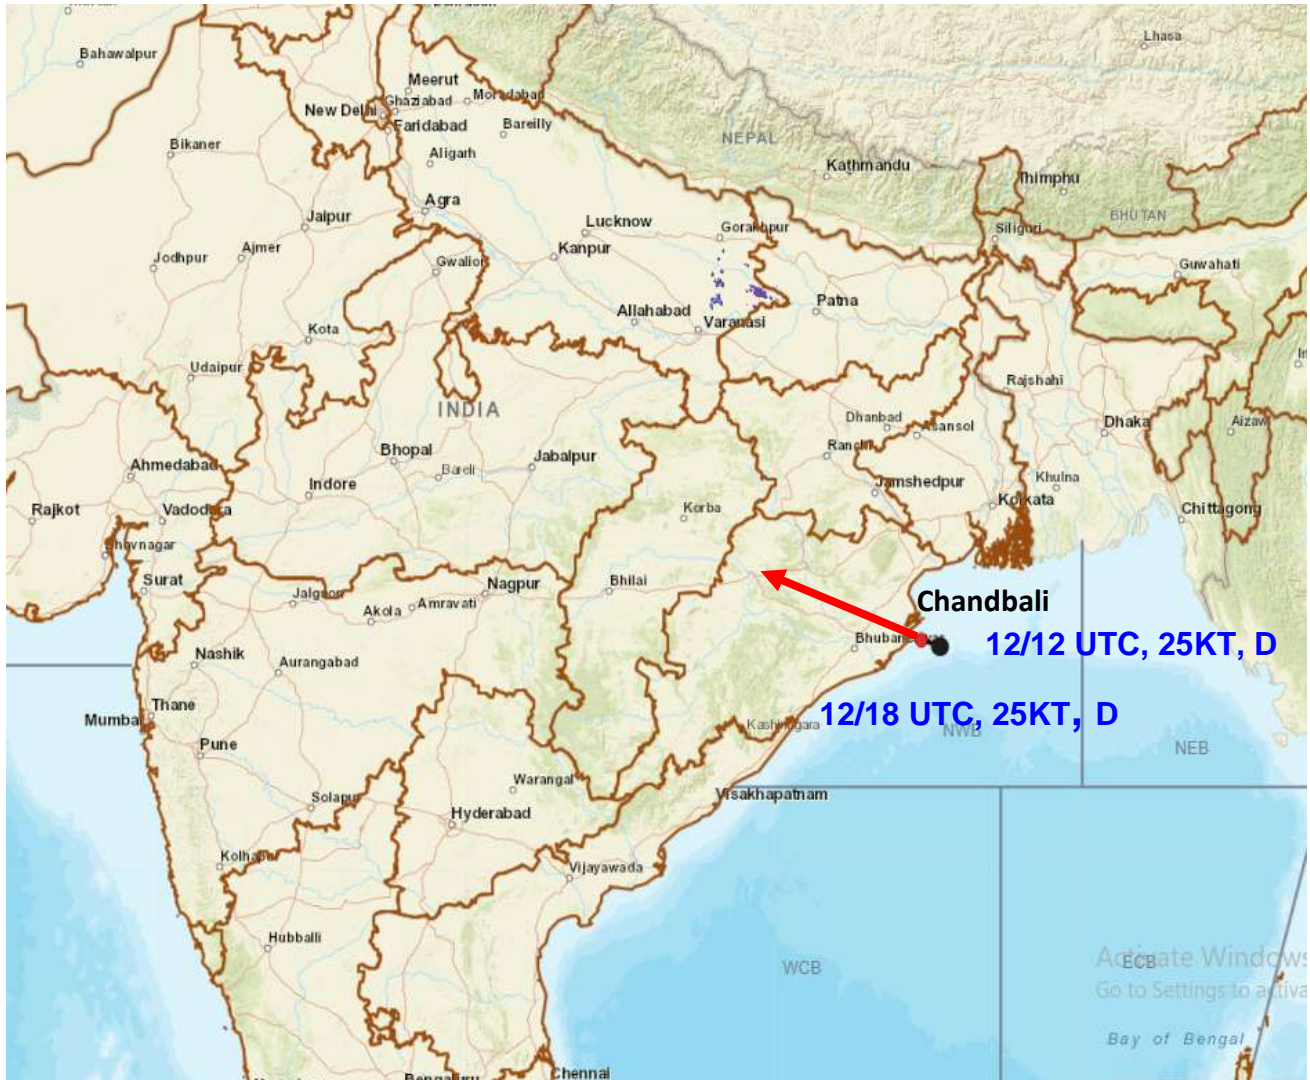 Lhasa
Bahawalpur
Meerut
New Delhi
Ghaziabad
Moradabad
Faridabad
Bareilly
NEPAL
Bikaner
Aligarh
Kathmandu
Thimphu
Agra
BHUTAN
Jaipur
Lucknow
Gorakhpur
Siliguri
Jodhpur
Ajmer
Kanpur
Gwalior
Guwahati
Patna
Allahabad
Varanasi
Kota
Udaipur
Rajshahi
INDIA
Dhanbad
Dhaka
Aizaw
Asansol
Ranchi
Bhopal
Jabalpur
Ahmedabad
Bareli
Khulna
Indore
Jamshedpur
Kolkata
Rajkot
Vadodara
Korba
Chittagong
Bhavnagar
Surat
Nagpur
Bhilai
Jalgaon
Akola
Amravati
Chandbali
Bhubaneswar
12/12 UTC, 25KT, D
Nashik
Aurangabad
Thane
Mumbai
12/18 UTC, 25KT, D
Kashinagara
NWB
NEB
Pune
Warangal
Visakhapatnam
Solapur
Hyderabad
Kolhapur
Vijayawada
Hubballi
WCB
ECB
Activate Windows
Go to Settings to activa
Bay of Bengal
Chennai
Bengaluru